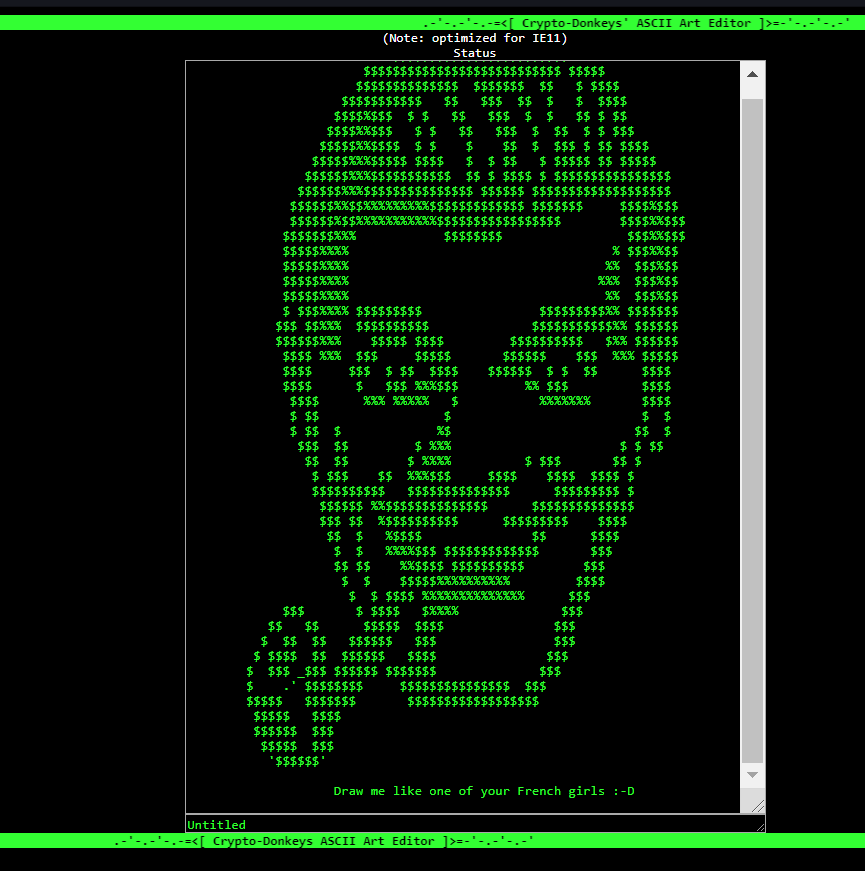 .-'-.-'-.-=<[ Crypto-Donkeys' ASCII Art Editor ]>=-'-.-'-.-'
(Note: optimized for IE11)
Status
Draw me like one of your French girls :-D
Untitled
.-'-.-'-.-=<[ Crypto-Donkeys ASCII Art Editor ]>=-'-.-'-.-'